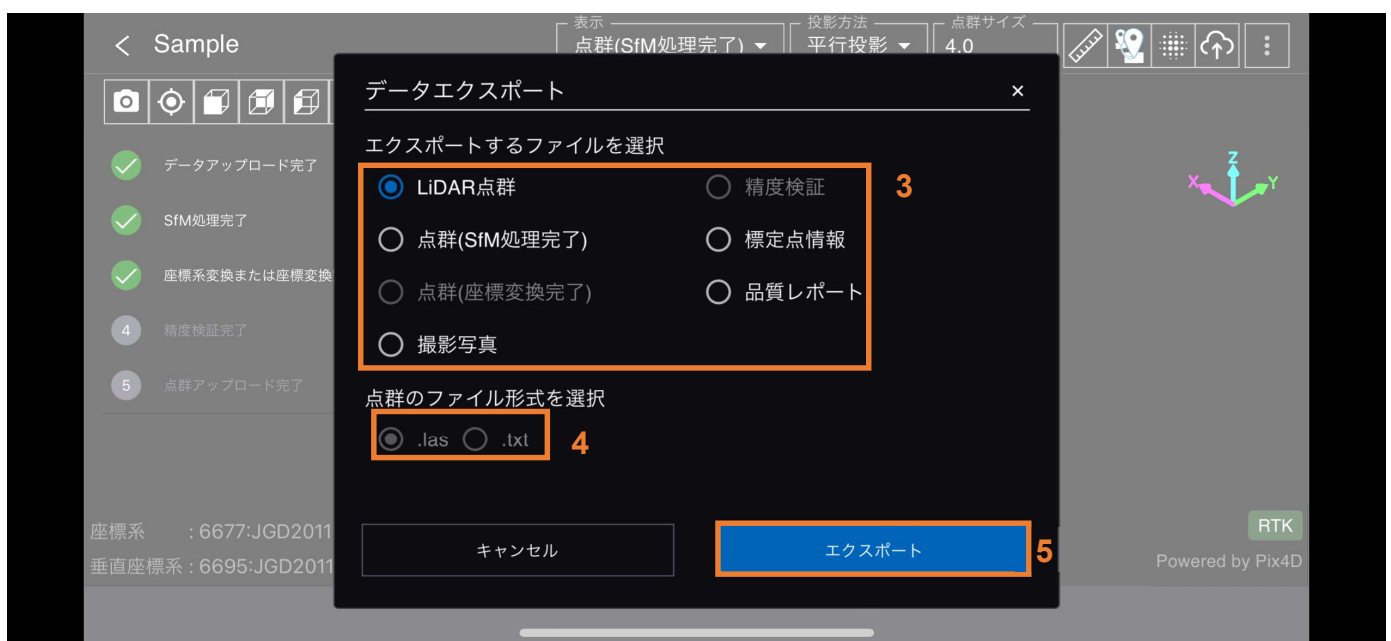 Sample
表示
点群(SfM処理完了)
投影方法
平行投影
点群サイズ
4.0
データエクスポート
×
エクスポートするファイルを選択
LiDAR点群
精度検証
3
点群(SfM処理完了)
標定点情報
点群(座標変換完了)
品質レポート
撮影写真
点群のファイル形式を選択
.las
.txt
4
キャンセル
エクスポート
5
データアップロード完了
SfM処理完了
座標系変換または座標変換
4
精度検証完了
5
点群アップロード完了
座標系 : 6677:JGD2011
垂直座標系 : 6695:JGD2011
Z
X
Y
RTK
Powered by Pix4D